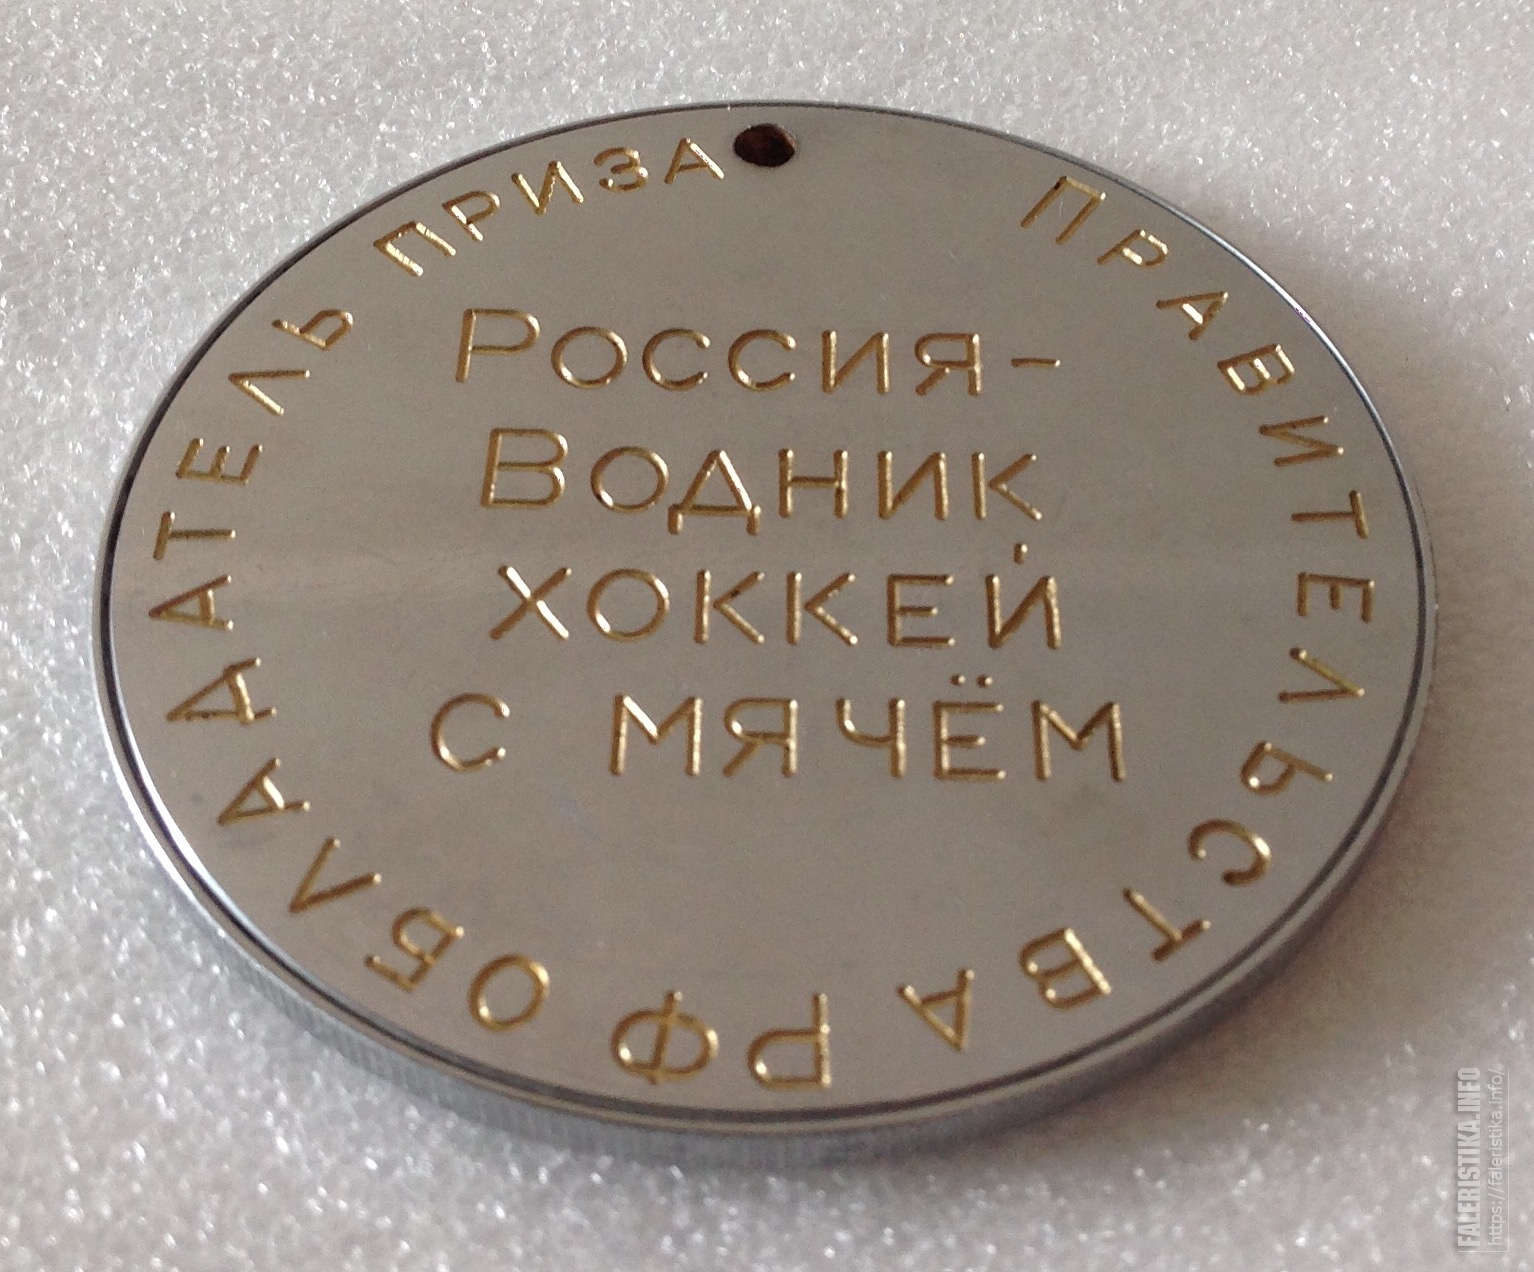 ОБЛАДАТЕЛЬ ПРИЗА ПРАВИТЕЛЬСТВА РФ
РОССИЯ-
ВОДНИК
ХОККЕЙ
С МЯЧЁМ
FALERISTIKA.INFO
https://faleristika.info/